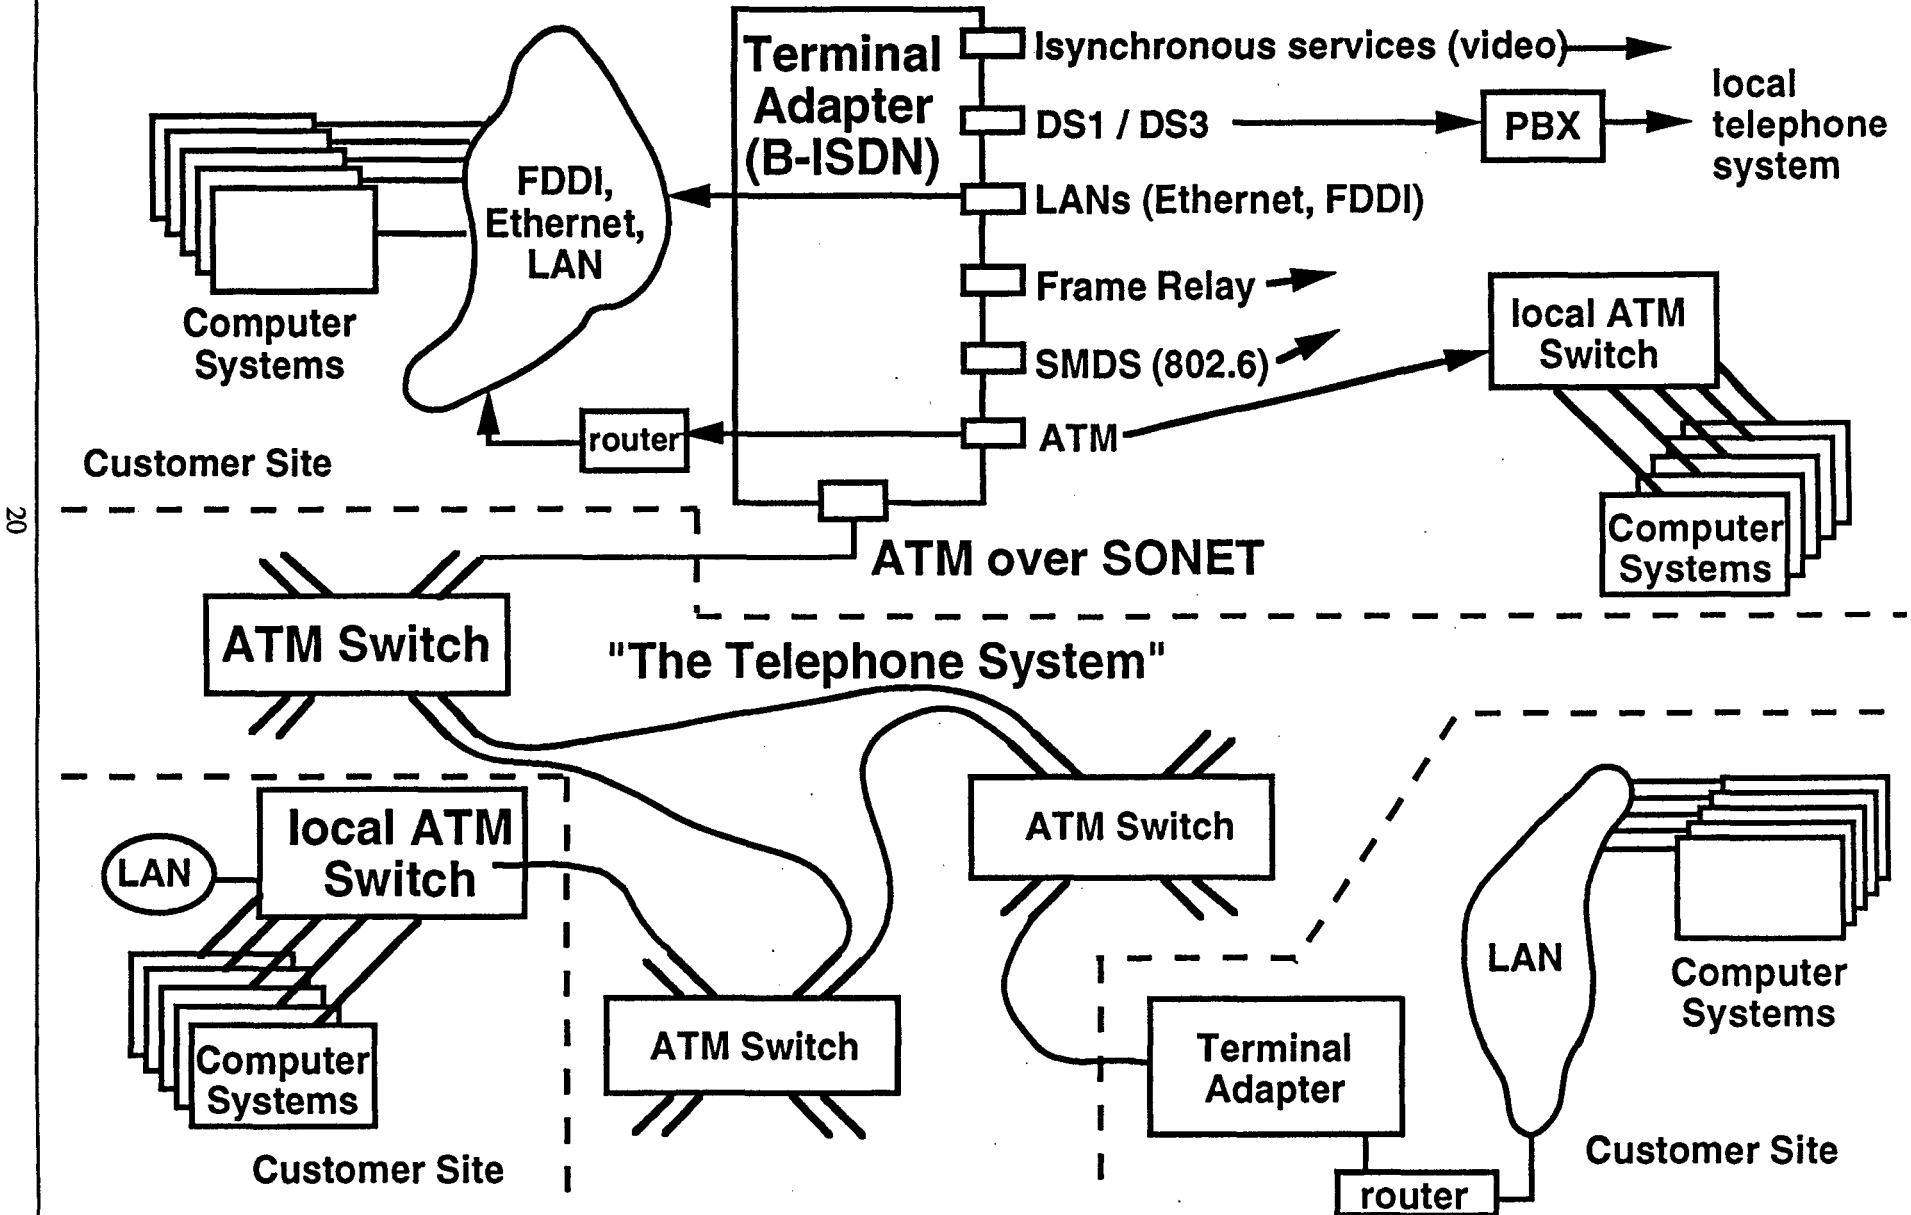 Terminal
Adapter
(B-ISDN)
Isynchronous services (video)
DS1 / DS3
PBX
local
telephone
system
LANs (Ethernet, FDDI)
Frame Relay
SMDS (802.6)
ATM
local ATM
Switch
Computer
Systems
FDDI,
Ethernet,
LAN
Computer
Systems
router
Customer Site
20
ATM over SONET
ATM Switch
"The Telephone System"
ATM Switch
local ATM
Switch
LAN
Computer
Systems
Customer Site
ATM Switch
Terminal
Adapter
router
LAN
Computer
Systems
Customer Site